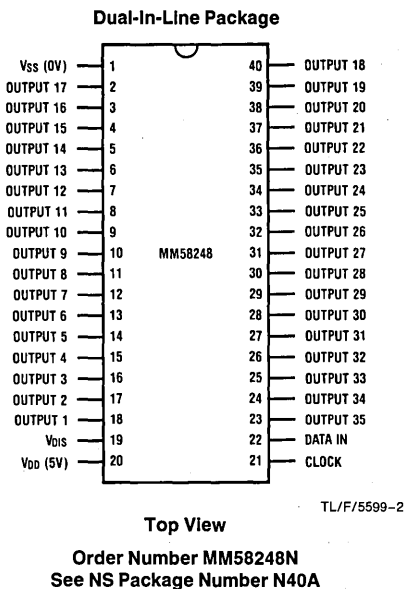 Dual-In-Line Package
VSS (0V) 1 40 OUTPUT 18
OUTPUT 17 2 39 OUTPUT 19
OUTPUT 16 3 38 OUTPUT 20
OUTPUT 15 4 37 OUTPUT 21
OUTPUT 14 5 36 OUTPUT 22
OUTPUT 13 6 35 OUTPUT 23
OUTPUT 12 7 34 OUTPUT 24
OUTPUT 11 8 33 OUTPUT 25
OUTPUT 10 9 32 OUTPUT 26
OUTPUT 9 10 MM58248 31 OUTPUT 27
OUTPUT 8 11 30 OUTPUT 28
OUTPUT 7 12 29 OUTPUT 29
OUTPUT 6 13 28 OUTPUT 30
OUTPUT 5 14 27 OUTPUT 31
OUTPUT 4 15 26 OUTPUT 32
OUTPUT 3 16 25 OUTPUT 33
OUTPUT 2 17 24 OUTPUT 34
OUTPUT 1 18 23 OUTPUT 35
VDIS 19 22 DATA IN
VDD (5V) 20 21 CLOCK
TL/F/5599–2
Top View
Order Number MM58248N
See NS Package Number N40A